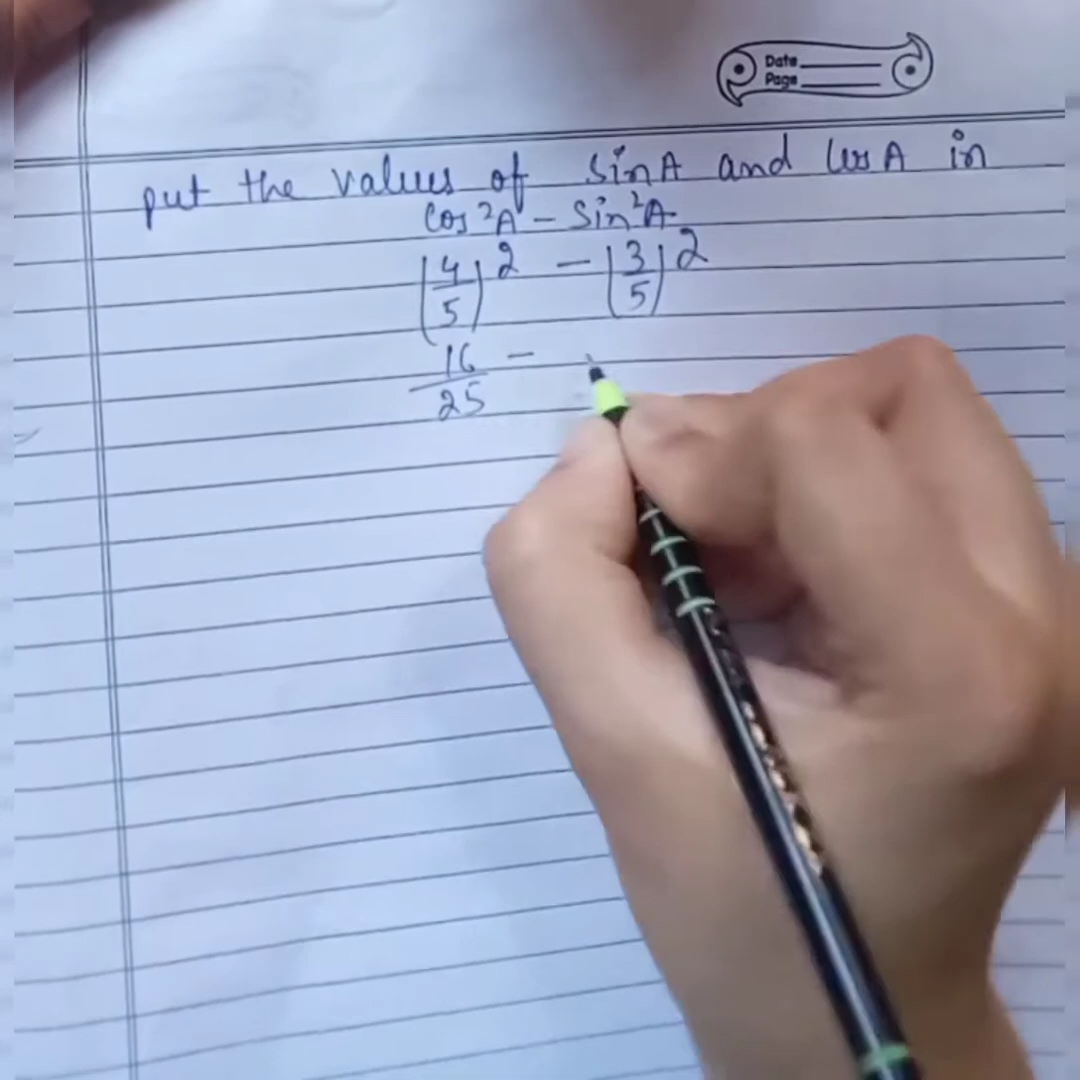 Date
Page
put the values of sinA and cosA in
cos²A - Sin²A
(4/5)² - (3/5)²
16/25 -